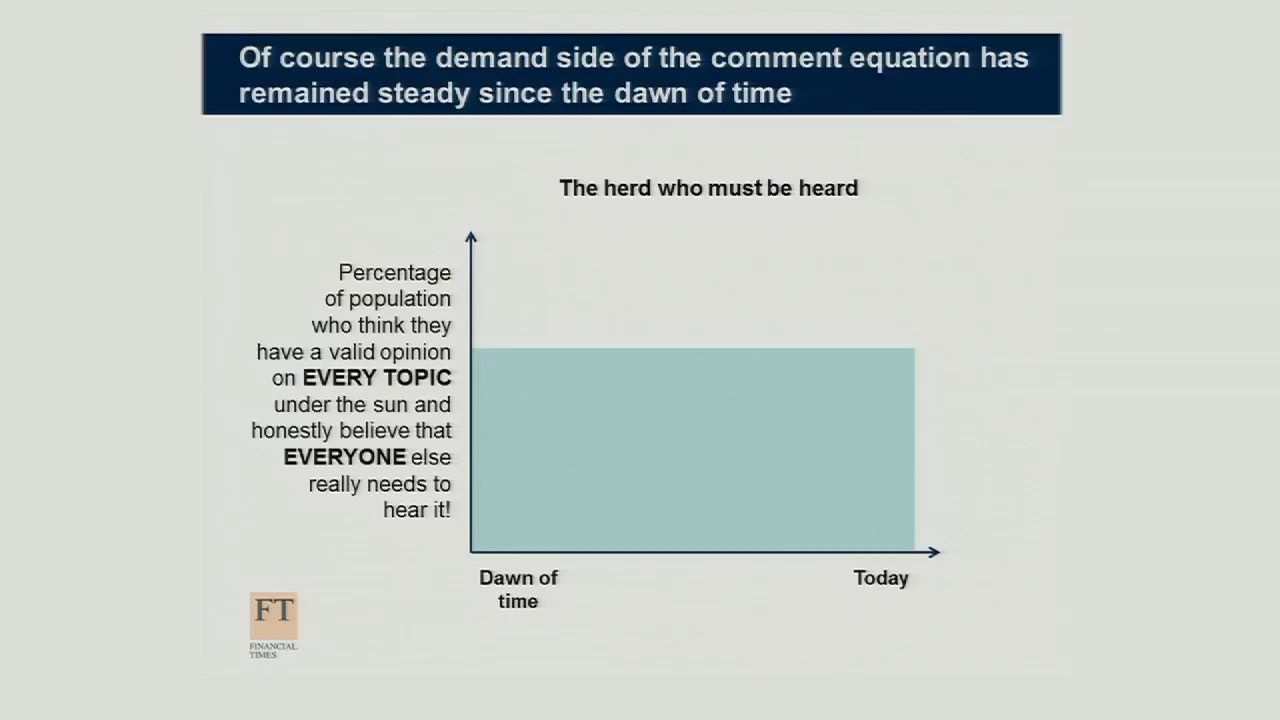 Of course the demand side of the comment equation has
remained steady since the dawn of time
The herd who must be heard
Percentage
of population
who think they
have a valid opinion
on EVERY TOPIC
under the sun and
honestly believe that
EVERYONE else
really needs to
hear it!
Dawn of
time
Today
FT
FINANCIAL
TIMES